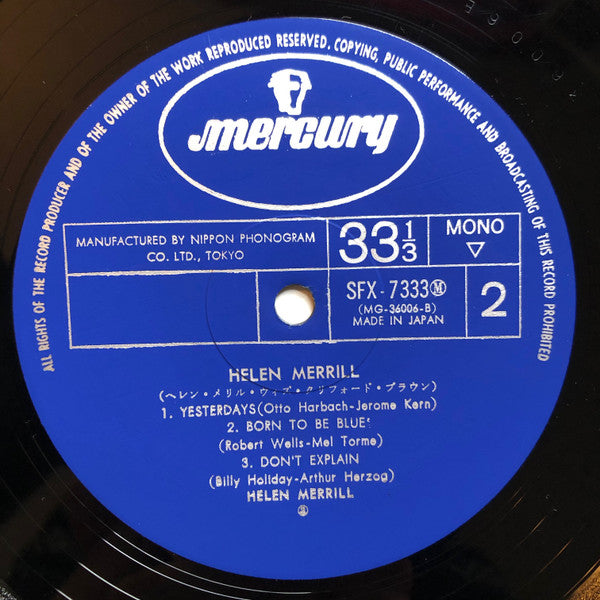 ALL RIGHTS OF THE RECORD PRODUCER AND OF THE OWNER OF THE WORK REPRODUCED RESERVED. COPYING, PUBLIC PERFORMANCE AND BROADCASTING OF THIS RECORD PROHIBITED
mercury
MANUFACTURED BY NIPPON PHONOGRAM
CO. LTD., TOKYO
33 1/3
MONO
▽
SFX-7333Ⓜ
(MG-36006-B)
MADE IN JAPAN
2
HELEN MERRILL
(ヘレン・メリル・ウィズ・クリフォード・ブラウン)
1. YESTERDAYS(Otto Harbach-Jerome Kern)
2. BORN TO BE BLUE
(Robert Wells-Mel Torme)
3. DON'T EXPLAIN
(Billy Holiday-Arthur Herzog)
HELEN MERRILL